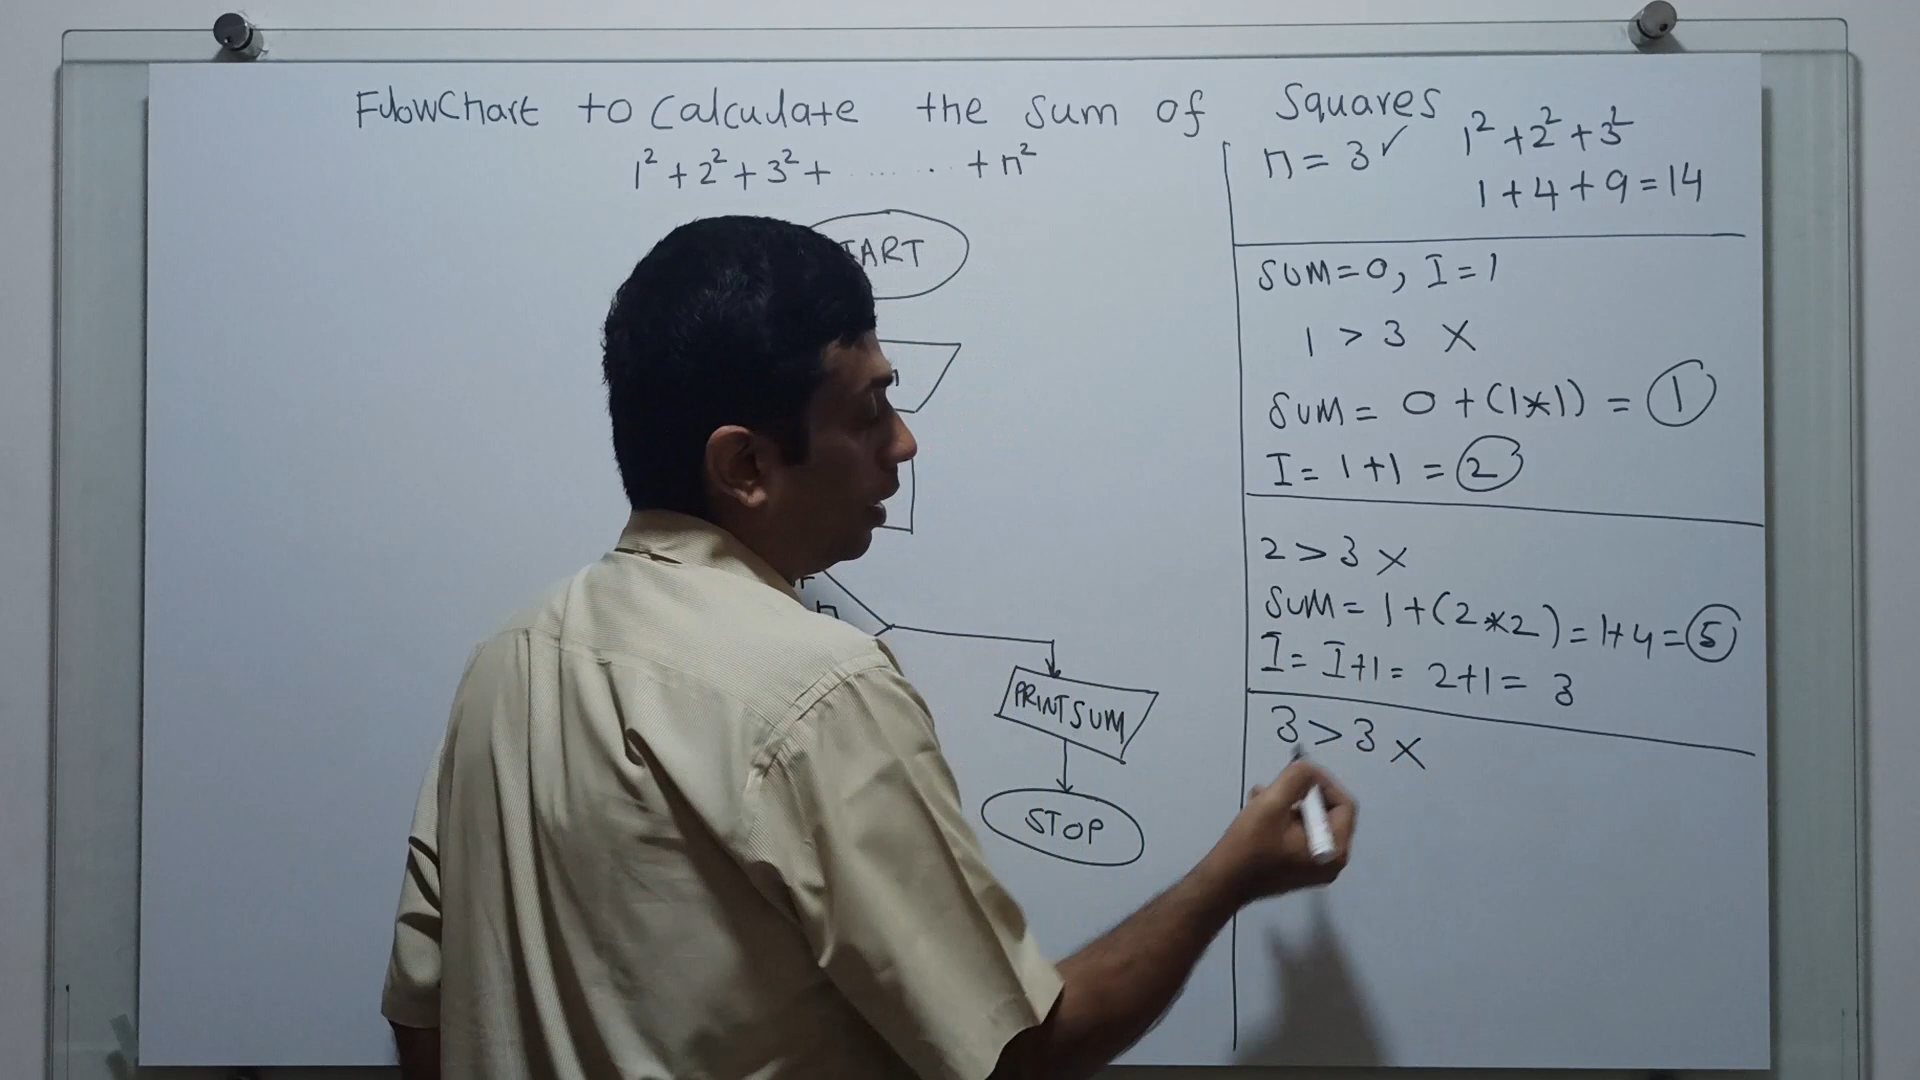 FlowChart to Calculate the Sum of Squares
1² + 2² + 3² + ....... + n²
n = 3 ✓
1² + 2² + 3²
1 + 4 + 9 = 14
SUM = 0, I = 1
1 > 3 X
SUM = 0 + (1*1) = 1
I = 1 + 1 = 2
2 > 3 X
SUM = 1 + (2*2) = 1+4 = 5
I = I+1 = 2+1 = 3
3 > 3 X
PRINT SUM
STOP